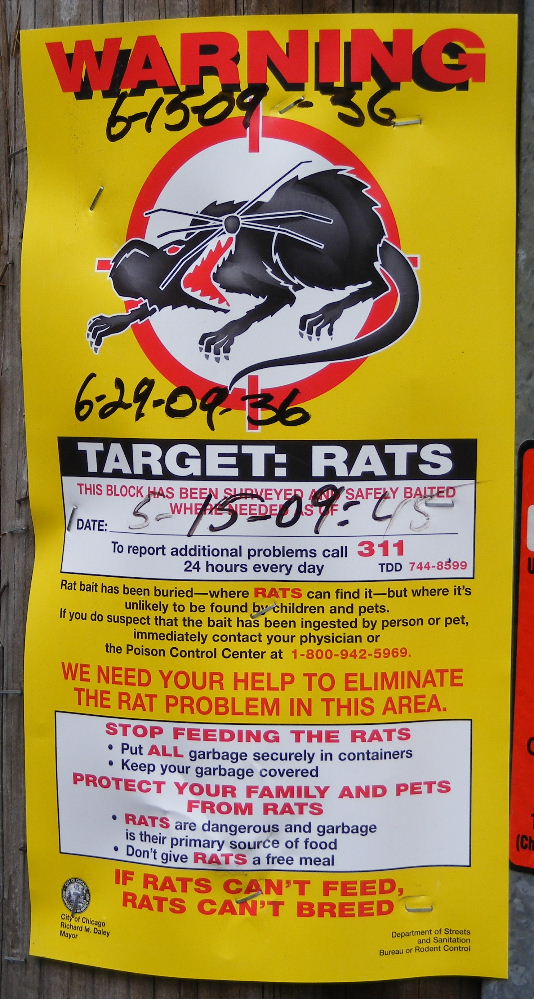 WARNING
6-15-09 - 36
6-29-09-36
TARGET: RATS
THIS BLOCK HAS BEEN SURVEYED AND SAFELY BAITED
WHERE NEEDED AS OF
DATE: 5-15-09= 45
To report additional problems call 311
24 hours every day TDD 744-8599
Rat bait has been buried—where RATS can find it—but where it's
unlikely to be found by children and pets.
If you do suspect that the bait has been ingested by person or pet,
immediately contact your physician or
the Poison Control Center at 1-800-942-5969.
WE NEED YOUR HELP TO ELIMINATE
THE RAT PROBLEM IN THIS AREA.
STOP FEEDING THE RATS
• Put ALL garbage securely in containers
• Keep your garbage covered
PROTECT YOUR FAMILY AND PETS
FROM RATS
• RATS are dangerous and garbage
is their primary source of food
• Don't give RATS a free meal
IF RATS CAN'T FEED,
RATS CAN'T BREED
City of Chicago
Richard M. Daley
Mayor
Department of Streets
and Sanitation
Bureau or Rodent Control
(Ch